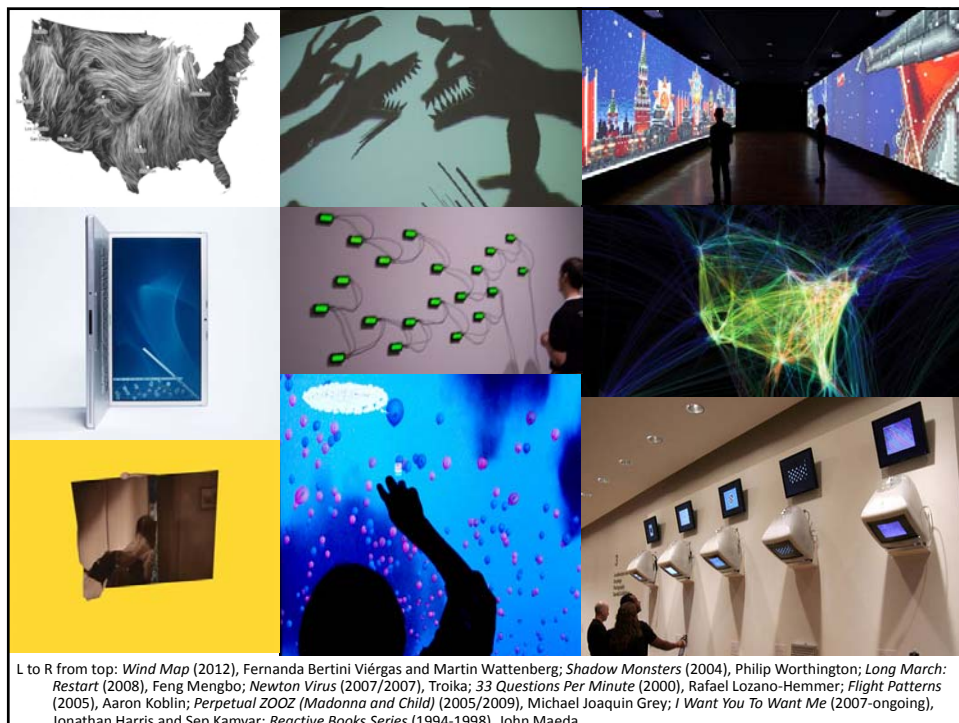 L to R from top: Wind Map (2012), Fernanda Bertini Viérgas and Martin Wattenberg; Shadow Monsters (2004), Philip Worthington; Long March:
Restart (2008), Feng Mengbo; Newton Virus (2007/2007), Troika; 33 Questions Per Minute (2000), Rafael Lozano-Hemmer; Flight Patterns
(2005), Aaron Koblin; Perpetual ZOOZ (Madonna and Child) (2005/2009), Michael Joaquin Grey; I Want You To Want Me (2007-ongoing),
Jonathan Harris and Sep Kamvar; Reactive Books Series (1994-1998), John Maeda